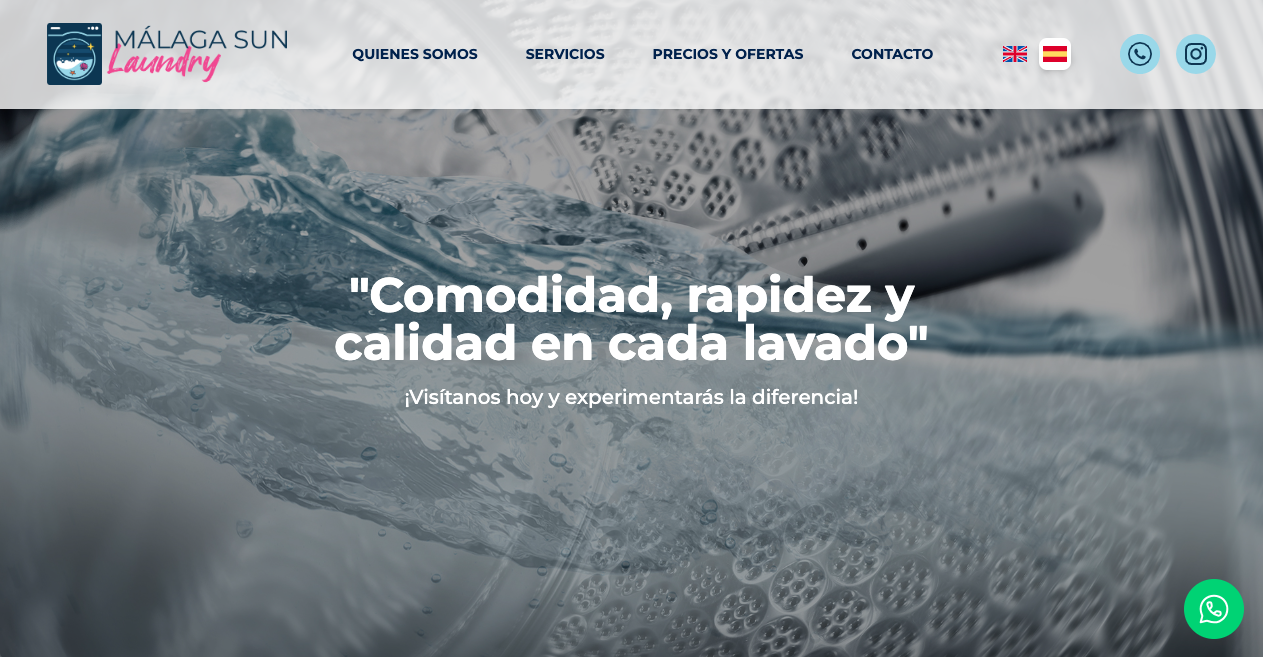 MÁLAGA SUN
Laundry
QUIENES SOMOS
SERVICIOS
PRECIOS Y OFERTAS
CONTACTO
"Comodidad, rapidez y
calidad en cada lavado"
¡Visítanos hoy y experimentarás la diferencia!